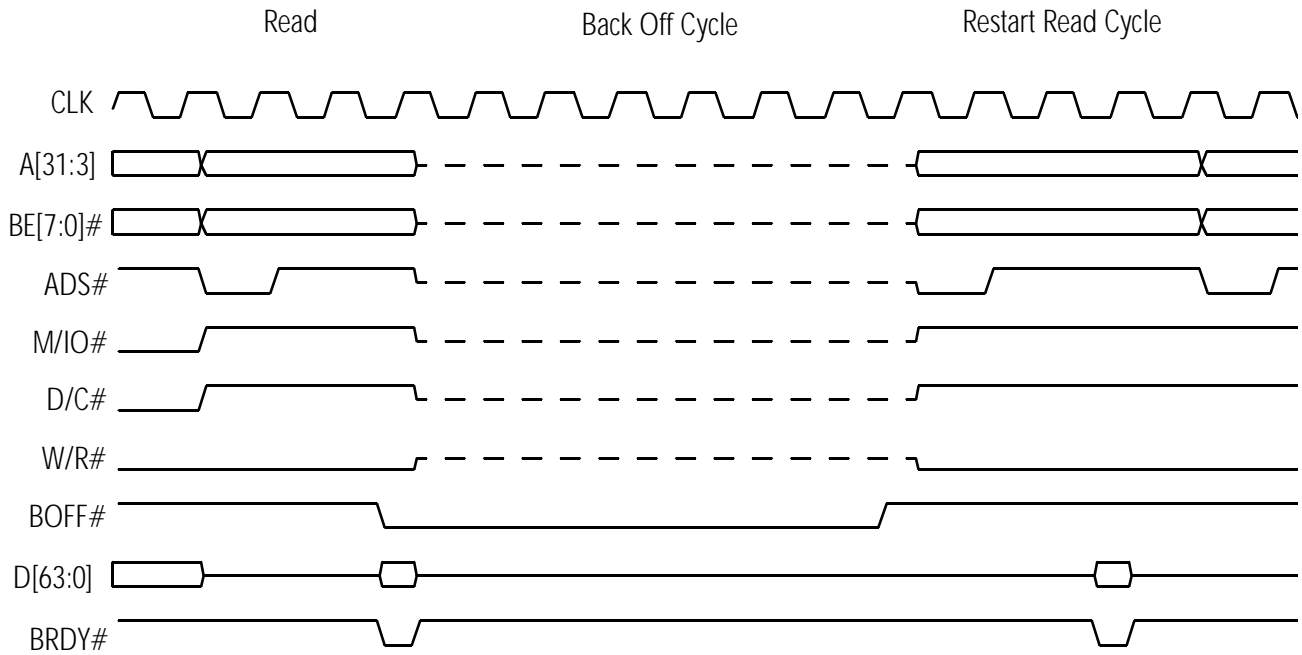 Read Back Off Cycle Restart Read Cycle
CLK
A[31:3]
BE[7:0]#
ADS#
M/IO#
D/C#
W/R#
BOFF#
D[63:0]
BRDY#